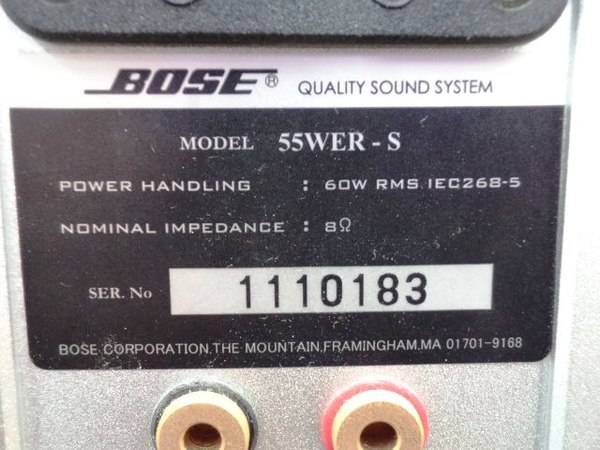 BOSE® QUALITY SOUND SYSTEM
MODEL 55WER - S
POWER HANDLING : 60W RMS IEC268-5
NOMINAL IMPEDANCE : 8Ω
SER. No 1110183
BOSE CORPORATION,THE MOUNTAIN,FRAMINGHAM,MA 01701-9168